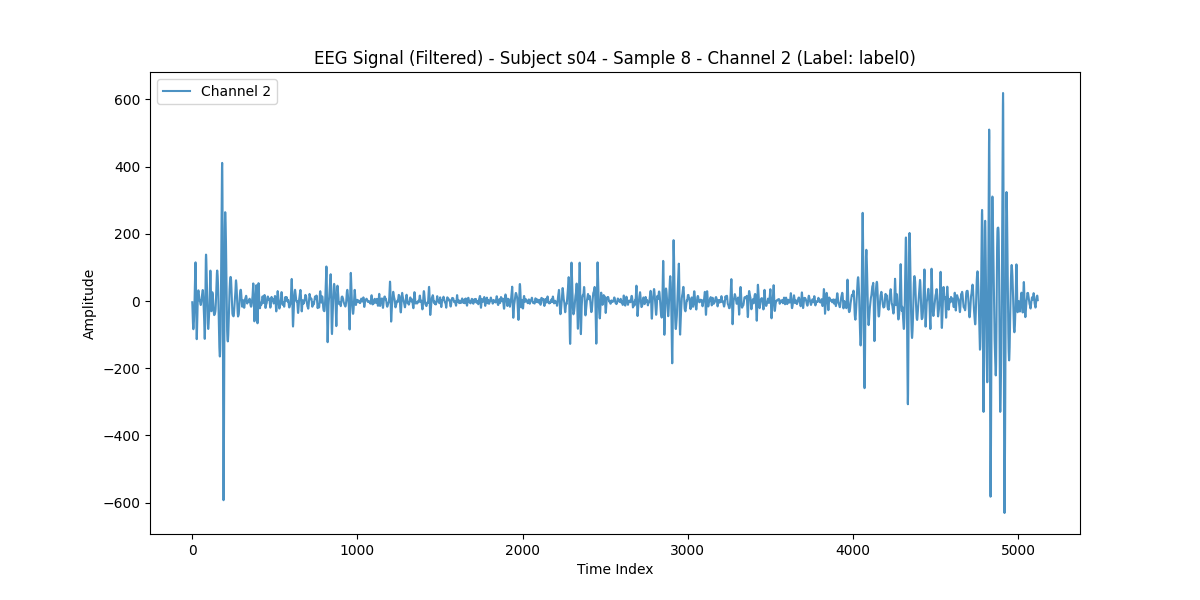 EEG Signal (Filtered) - Subject s04 - Sample 8 - Channel 2 (Label: label0)
Channel 2
600
400
200
0
−200
−400
−600
Amplitude
0 1000 2000 3000 4000 5000
Time Index